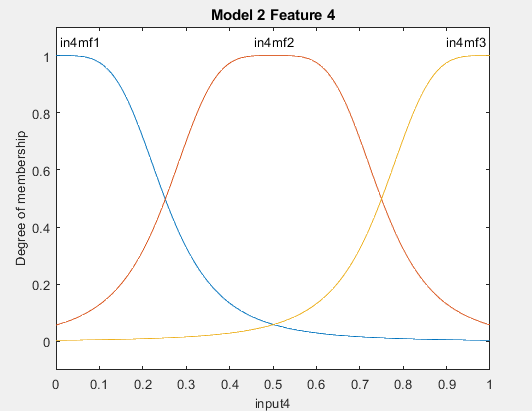 Model 2 Feature 4
in4mf1 in4mf2 in4mf3
1
0.8
0.6
0.4
0.2
0
Degree of membership
0 0.1 0.2 0.3 0.4 0.5 0.6 0.7 0.8 0.9 1
input4